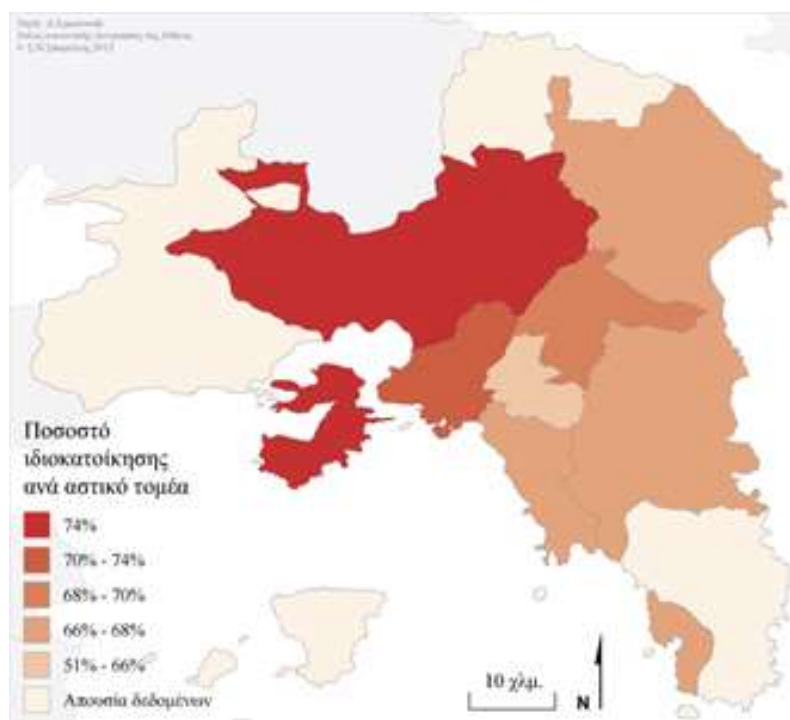 Ποσοστό
ιδιοκατοίκησης
ανά αστικό τομέα
74%
70% - 74%
68% - 70%
66% - 68%
51% - 66%
Απουσία δεδομένων
10 χλμ.
N